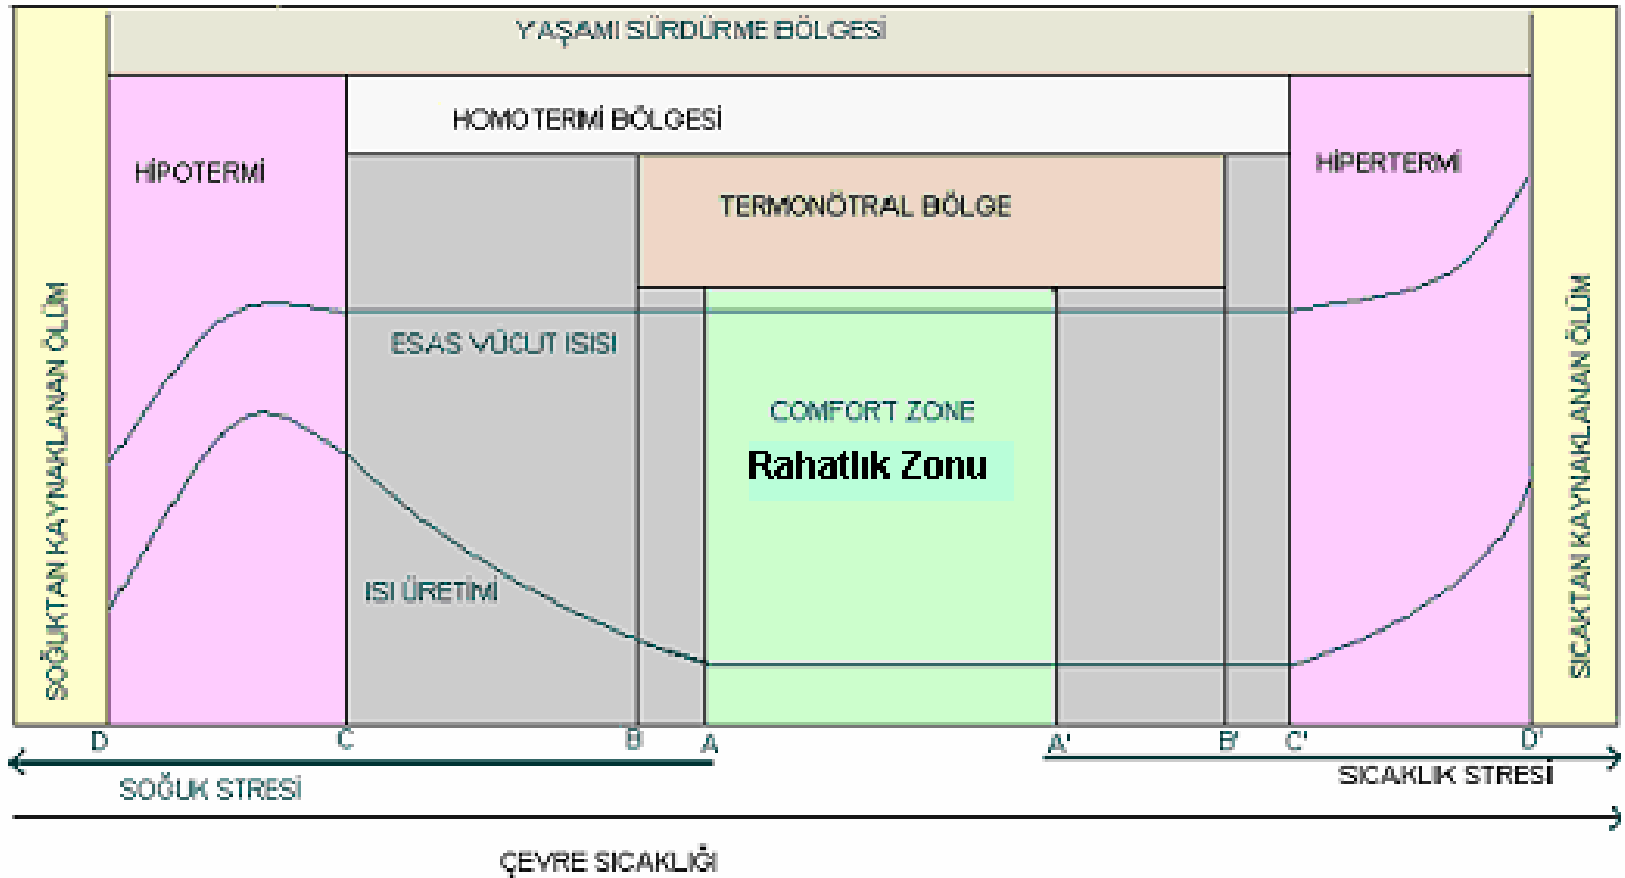 YAŞAMI SÜRDÜRME BÖLGESİ
HOMOTERMİ BÖLGESİ
HİPOTERMİ
HİPERTERMİ
TERMONÖTRAL BÖLGE
ESAS VÜCUT ISISI
COMFORT ZONE
Rahatlık Zonu
ISI ÜRETİMİ
SOĞUKTAN KAYNAKLANAN ÖLÜM
SICAKTAN KAYNAKLANAN ÖLÜM
D C B A A' B' C' D'
SOĞUK STRESİ
SICAKLIK STRESİ
ÇEVRE SICAKLIĞI